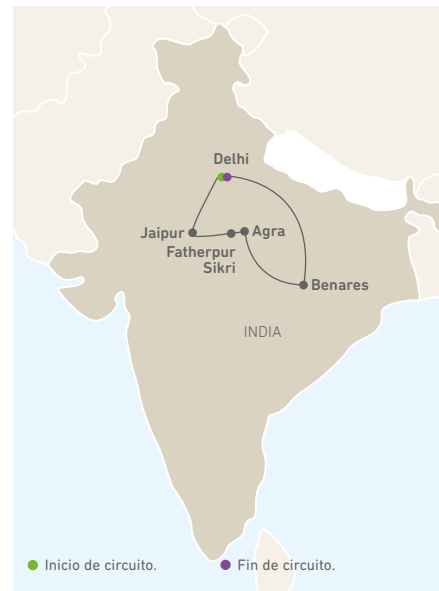 Delhi
Jaipur
Agra
Fatherpur
Sikri
Benares
INDIA
Inicio de circuito.
Fin de circuito.